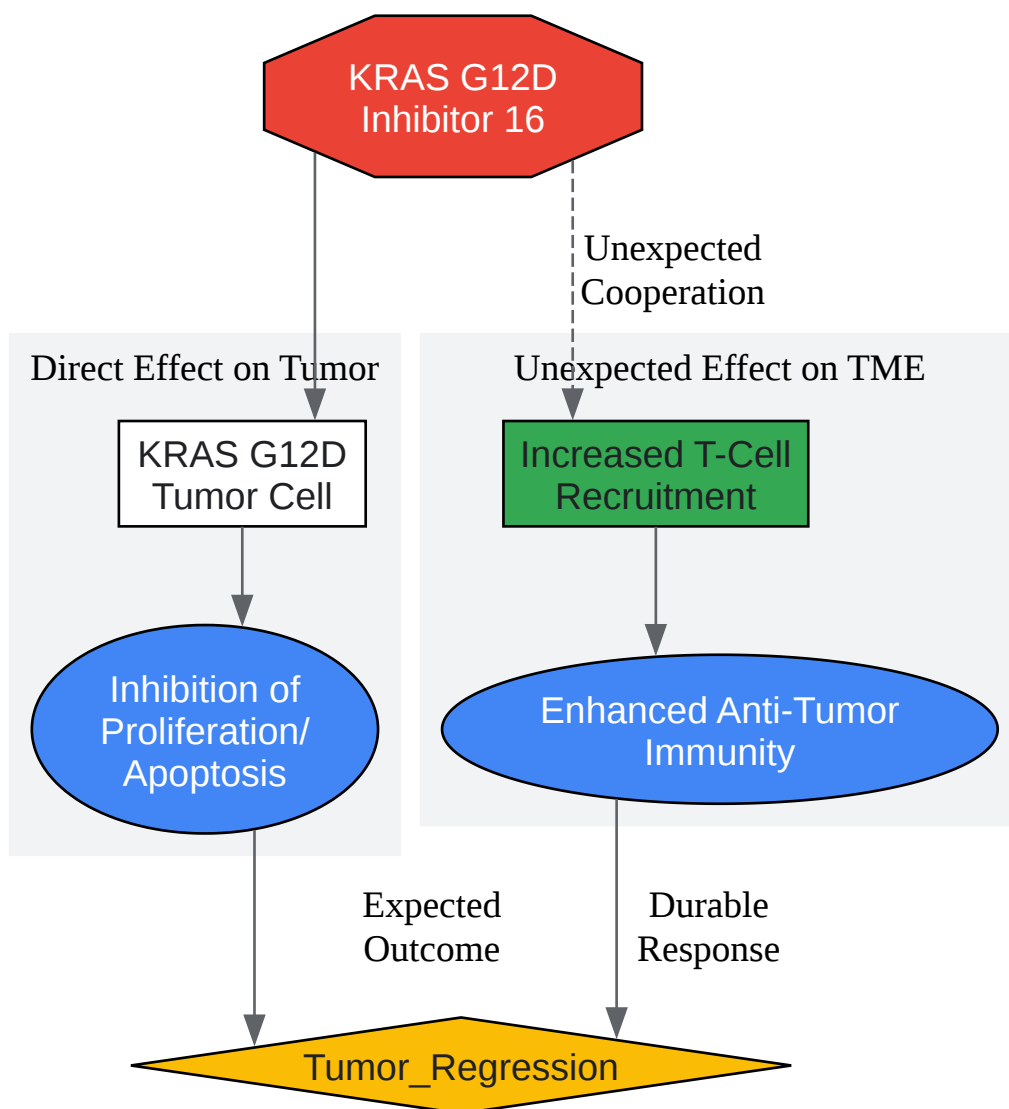 KRAS G12D
Inhibitor 16
Unexpected
Cooperation
Direct Effect on Tumor
Unexpected Effect on TME
KRAS G12D
Tumor Cell
Increased T-Cell
Recruitment
Inhibition of
Proliferation/
Apoptosis
Enhanced Anti-Tumor
Immunity
Expected
Outcome
Durable
Response
Tumor_Regression